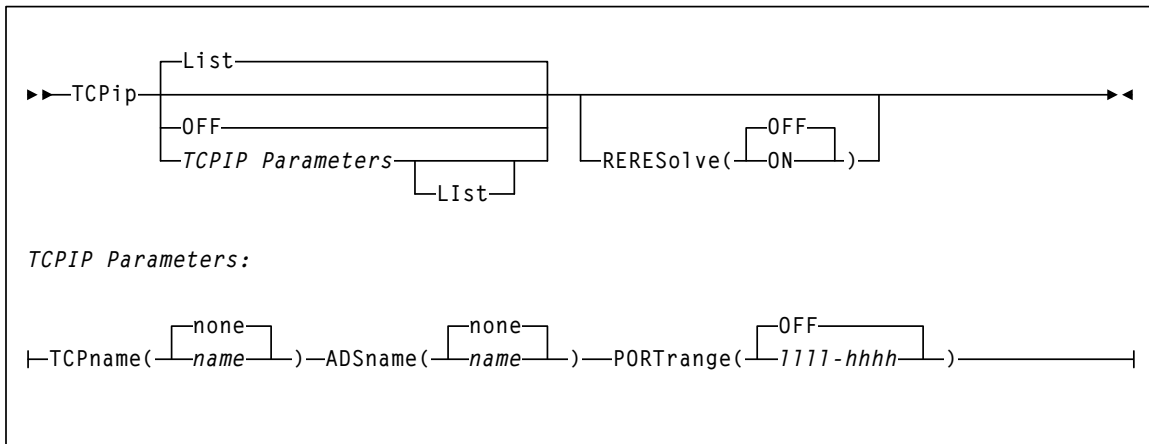 List
TCPip
OFF OFF
TCPIP Parameters RERESolve( ON )
LIst
TCPIP Parameters:
none none OFF
TCPname( name ) ADSname( name ) PORTrange( llll-hhhh )